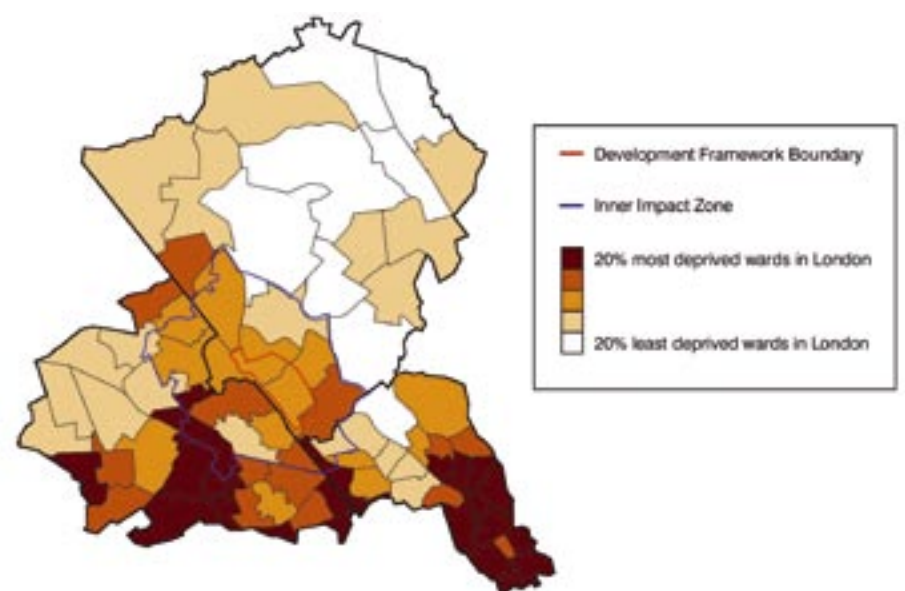 Development Framework Boundary
Inner Impact Zone
20% most deprived wards in London
20% least deprived wards in London